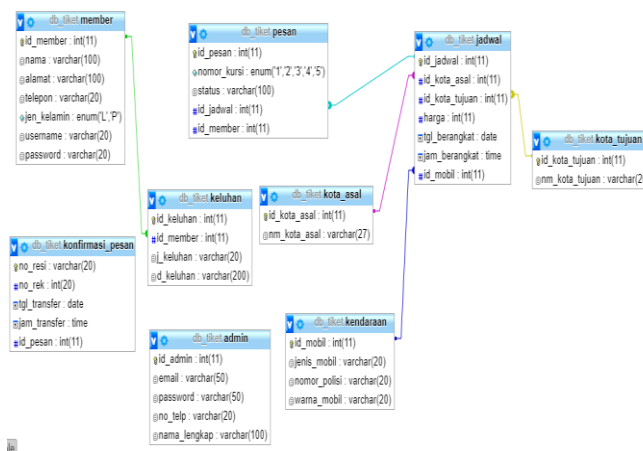 db_tiket member
id_member : int(11)
nama : varchar(100)
alamat : varchar(100)
telepon : varchar(20)
jen_kelamin : enum('L','P')
username : varchar(20)
password : varchar(20)
db_tiket pesan
id_pesan : int(11)
nomor_kursi : enum('1','2','3','4','5')
status : varchar(100)
id_jadwal : int(11)
id_member : int(11)
db_tiket jadwal
id_jadwal : int(11)
id_kota_asal : int(11)
id_kota_tujuan : int(11)
harga : int(11)
tgl_berangkat : date
jam_berangkat : time
id_mobil : int(11)
db_tiket kota_tujuan
id_kota_tujuan : int(11)
nm_kota_tujuan : varchar(2
db_tiket keluhan
id_keluhan : int(11)
id_member : int(11)
j_keluhan : varchar(20)
d_keluhan : varchar(200)
db_tiket kota_asal
id_kota_asal : int(11)
nm_kota_asal : varchar(27)
db_tiket konfirmasi_pesan
no_resi : varchar(20)
no_rek : int(20)
tgl_transfer : date
jam_transfer : time
id_pesan : int(11)
db_tiket admin
id_admin : int(11)
email : varchar(50)
password : varchar(50)
no_telp : varchar(20)
nama_lengkap : varchar(100)
db_tiket kendaraan
id_mobil : int(11)
jenis_mobil : varchar(20)
nomor_polisi : varchar(20)
warna_mobil : varchar(20)